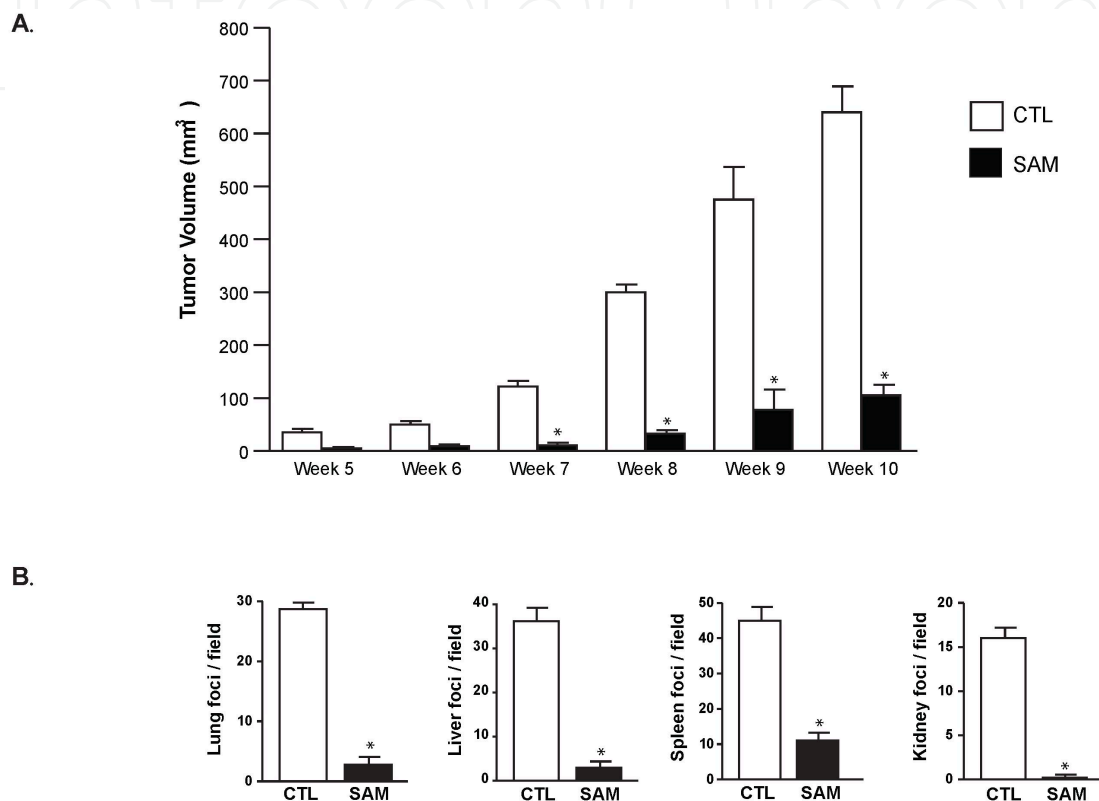 A.
Tumor Volume (mm3)
800
700
600
500
400
300
200
100
0
*
*
*
*
Week 5 Week 6 Week 7 Week 8 Week 9 Week 10
CTL
SAM
B.
Lung foci / field
30
20
10
0
*
CTL SAM
Liver foci / field
40
30
20
10
0
*
CTL SAM
Spleen foci / field
50
40
30
20
10
0
*
CTL SAM
Kidney foci / field
20
15
10
5
0
*
CTL SAM